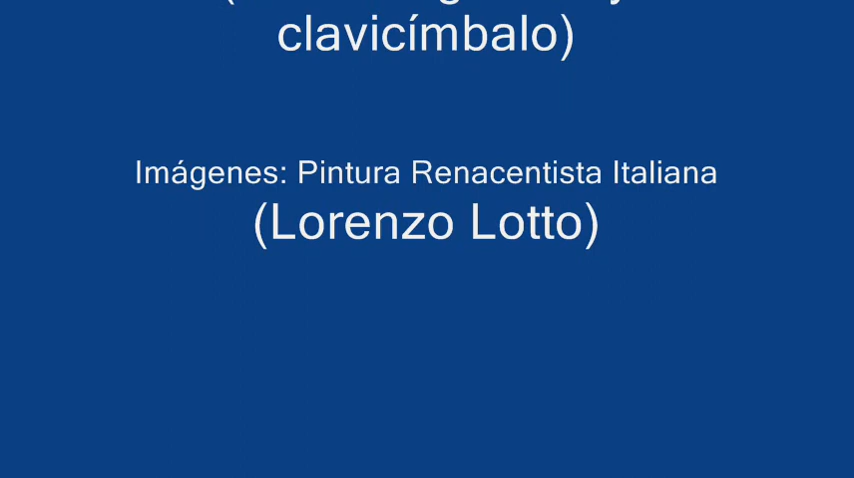 clavicímbalo)
Imágenes: Pintura Renacentista Italiana
(Lorenzo Lotto)